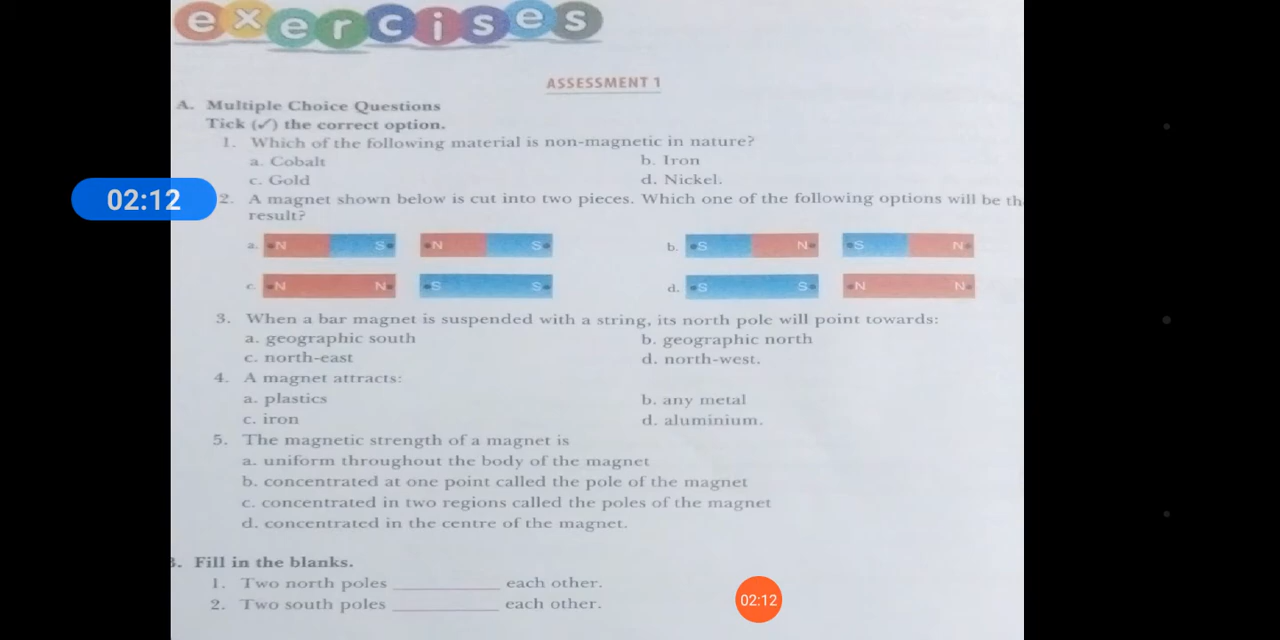 exercises
ASSESSMENT 1
A. Multiple Choice Questions
Tick (✓) the correct option.
1. Which of the following material is non-magnetic in nature?
a. Cobalt b. Iron
c. Gold d. Nickel.
02:12
2. A magnet shown below is cut into two pieces. Which one of the following options will be th
result?
a. N S N S b. S N S N
c. N N S S d. S S N N
3. When a bar magnet is suspended with a string, its north pole will point towards:
a. geographic south b. geographic north
c. north-east d. north-west.
4. A magnet attracts:
a. plastics b. any metal
c. iron d. aluminium.
5. The magnetic strength of a magnet is
a. uniform throughout the body of the magnet
b. concentrated at one point called the pole of the magnet
c. concentrated in two regions called the poles of the magnet
d. concentrated in the centre of the magnet.
. Fill in the blanks.
1. Two north poles __________ each other.
2. Two south poles __________ each other.
02:12